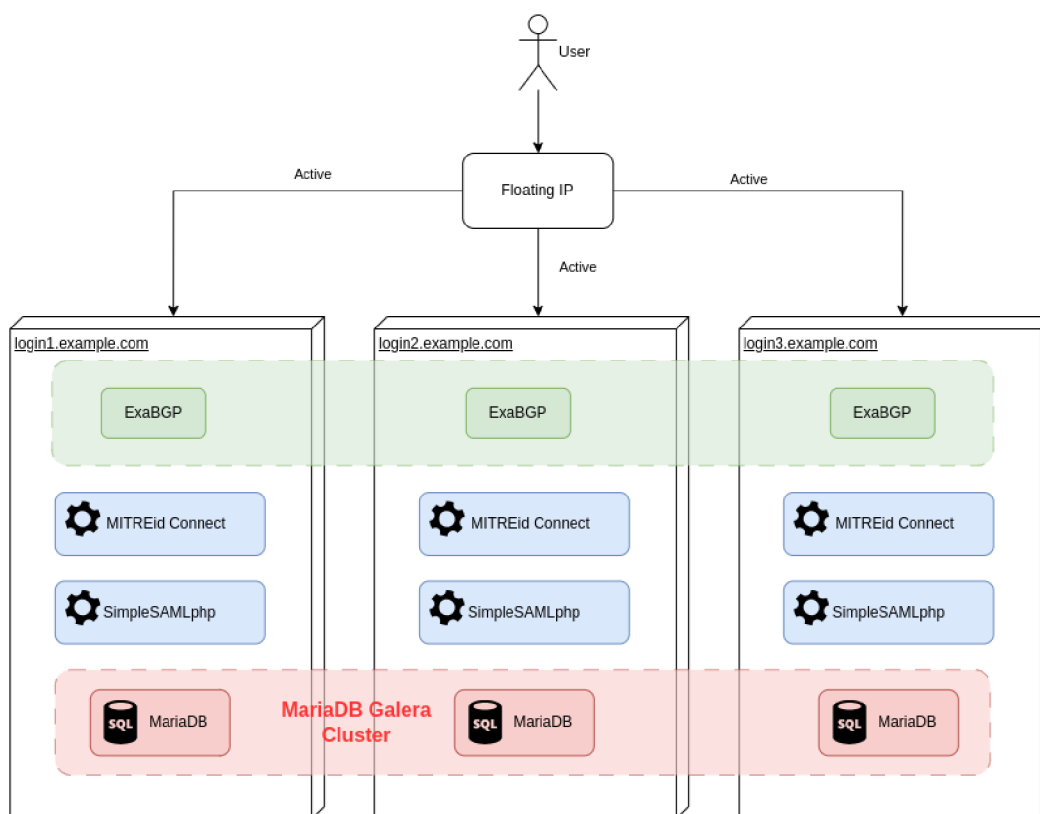 User
Floating IP
Active
Active
Active
login1.example.com
login2.example.com
login3.example.com
ExaBGP
ExaBGP
ExaBGP
MITREid Connect
MITREid Connect
MITREid Connect
SimpleSAMLphp
SimpleSAMLphp
SimpleSAMLphp
MariaDB Galera
Cluster
SQL
MariaDB
SQL
MariaDB
SQL
MariaDB